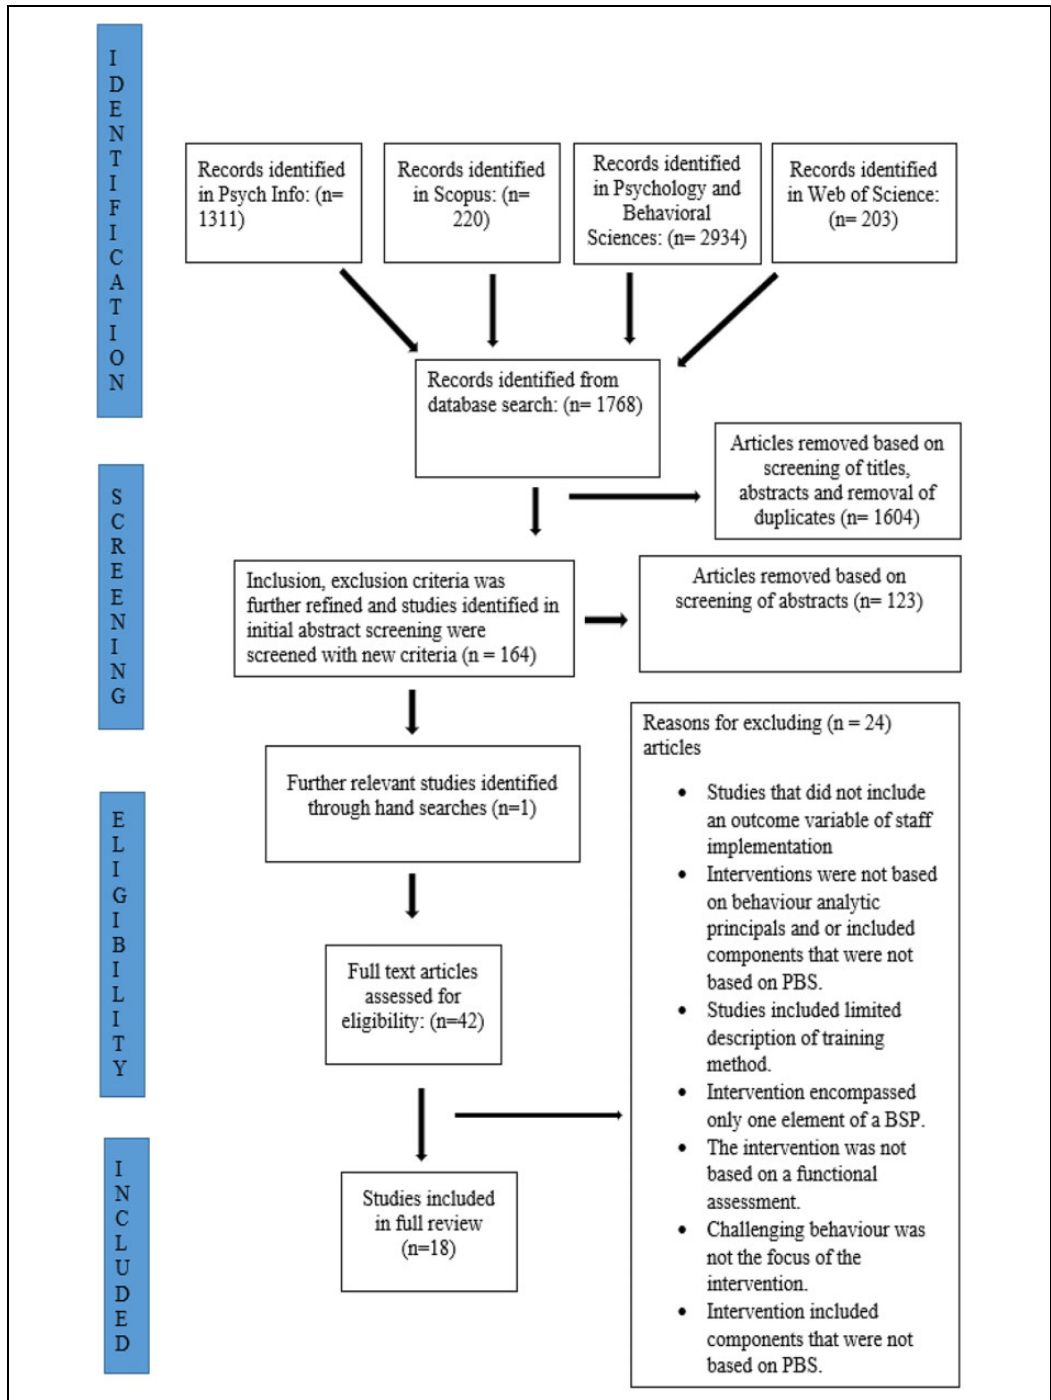 IDENTIFICATION
Records identified
in Psych Info: (n=
1311)
Records identified
in Scopus: (n=
220)
Records identified
in Psychology and
Behavioral
Sciences: (n= 2934)
Records identified
in Web of Science:
(n= 203)
Records identified from
database search: (n= 1768)
SCREENING
Articles removed based on
screening of titles,
abstracts and removal of
duplicates (n= 1604)
Inclusion, exclusion criteria was
further refined and studies identified in
initial abstract screening were
screened with new criteria (n = 164)
Articles removed based on
screening of abstracts (n= 123)
ELIGIBILITY
Further relevant studies identified
through hand searches (n=1)
Full text articles
assessed for
eligibility: (n=42)
Reasons for excluding (n = 24)
articles
• Studies that did not include
an outcome variable of staff
implementation
• Interventions were not based
on behaviour analytic
principals and or included
components that were not
based on PBS.
• Studies included limited
description of training
method.
• Intervention encompassed
only one element of a BSP.
• The intervention was not
based on a functional
assessment.
• Challenging behaviour was
not the focus of the
intervention.
• Intervention included
components that were not
based on PBS.
INCLUDED
Studies included
in full review
(n=18)